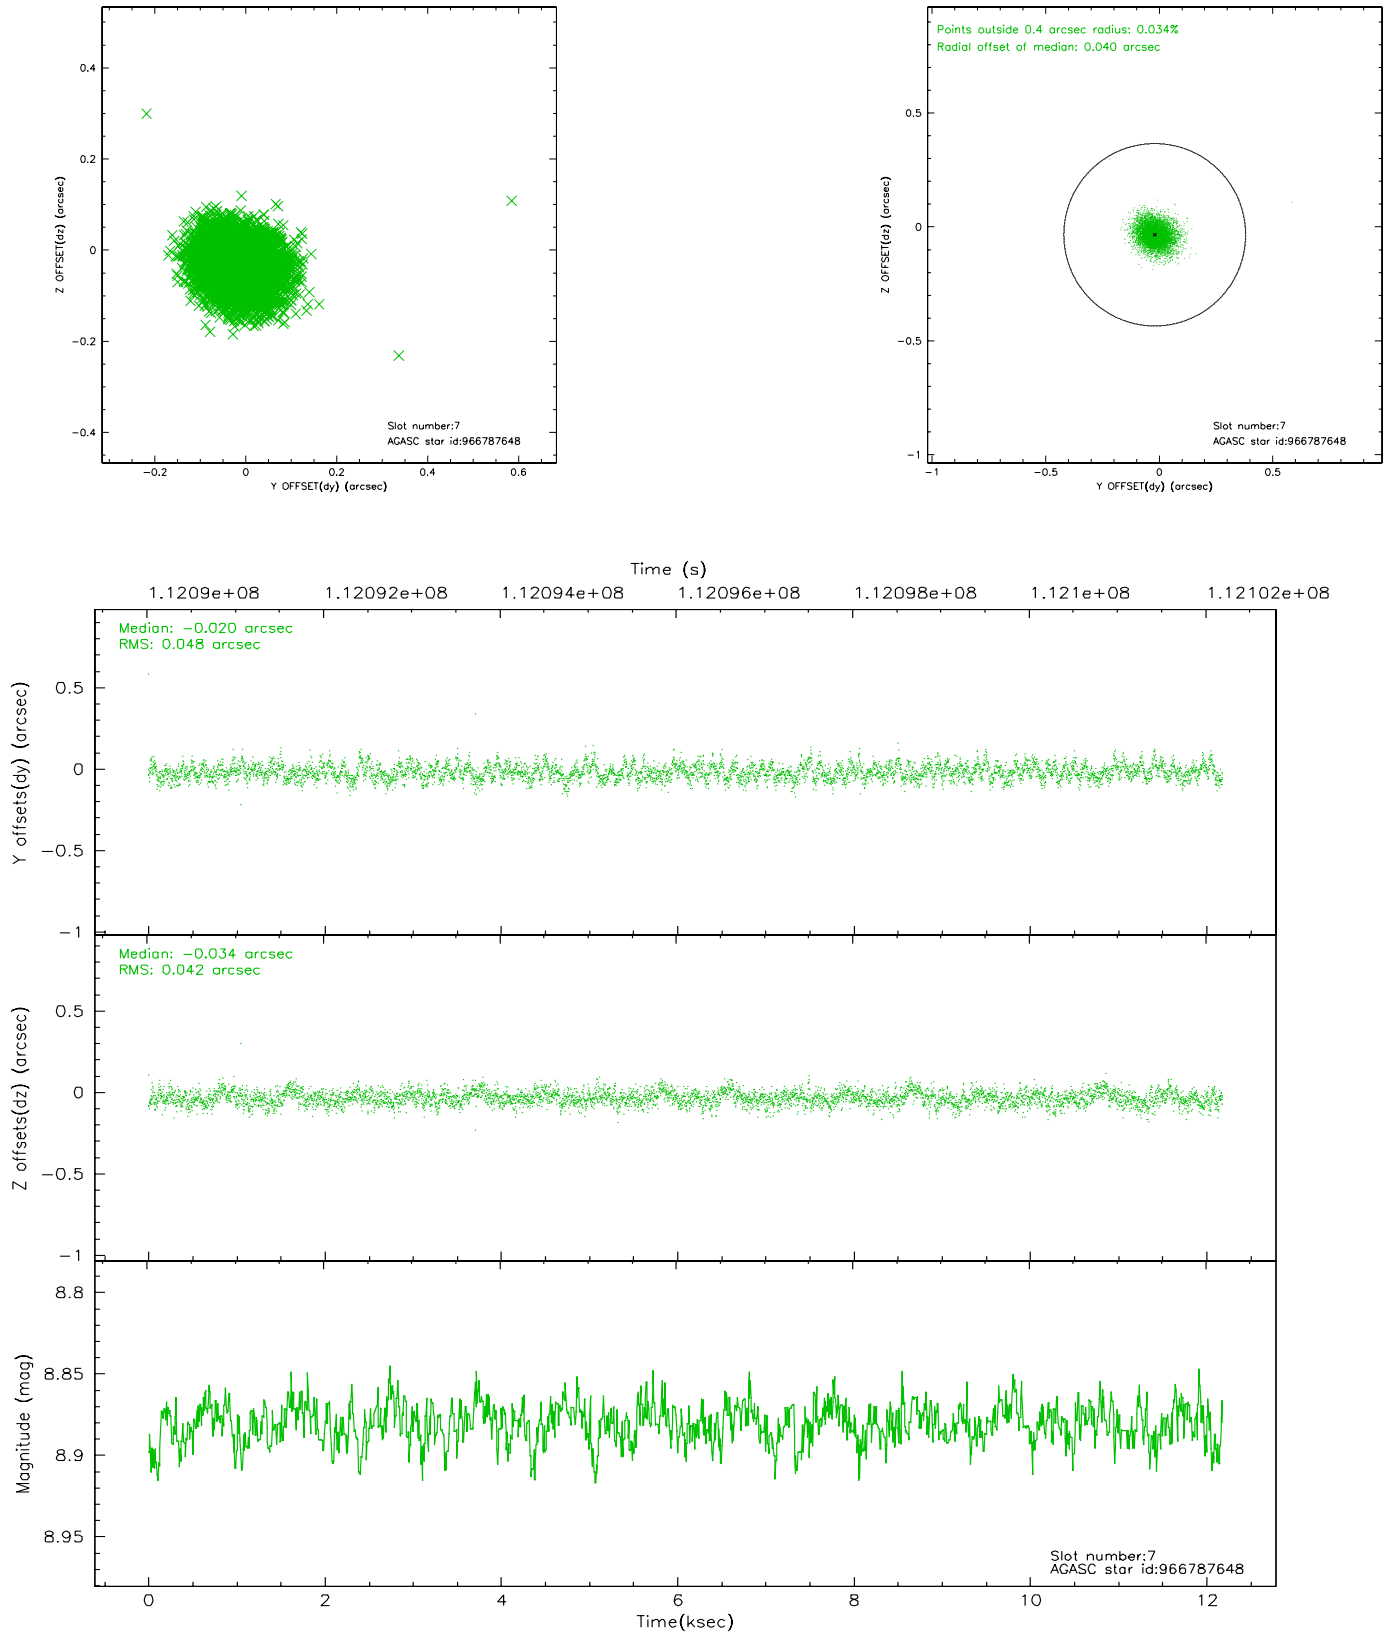 0.4
0.2
0
−0.2
−0.4
Z OFFSET(dz) (arcsec)
−0.2
0
0.2
0.4
0.6
Y OFFSET(dy) (arcsec)
Slot number:7
AGASC star id:966787648
Points outside 0.4 arcsec radius: 0.034%
Radial offset of median: 0.040 arcsec
0.5
0
−0.5
−1
Z OFFSET(dz) (arcsec)
−1
−0.5
0
0.5
Y OFFSET(dy) (arcsec)
Slot number:7
AGASC star id:966787648
Time (s)
1.1209e+08
1.12092e+08
1.12094e+08
1.12096e+08
1.12098e+08
1.121e+08
1.12102e+08
Median: −0.020 arcsec
RMS: 0.048 arcsec
0.5
0
−0.5
−1
Y offsets(dy) (arcsec)
Median: −0.034 arcsec
RMS: 0.042 arcsec
0.5
0
−0.5
−1
Z offsets(dz) (arcsec)
8.8
8.85
8.9
8.95
Magnitude (mag)
Slot number:7
AGASC star id:966787648
0
2
4
6
8
10
12
Time(ksec)